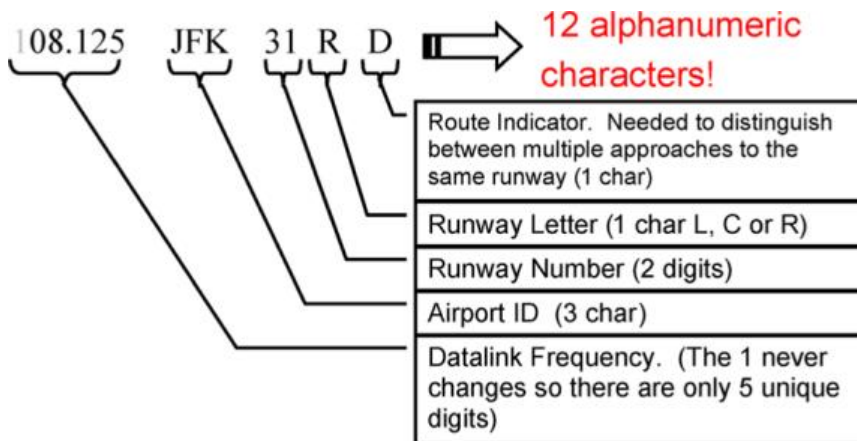 108.125 JFK 31 R D
12 alphanumeric
characters!
Route Indicator. Needed to distinguish
between multiple approaches to the
same runway (1 char)
Runway Letter (1 char L, C or R)
Runway Number (2 digits)
Airport ID (3 char)
Datalink Frequency. (The 1 never
changes so there are only 5 unique
digits)